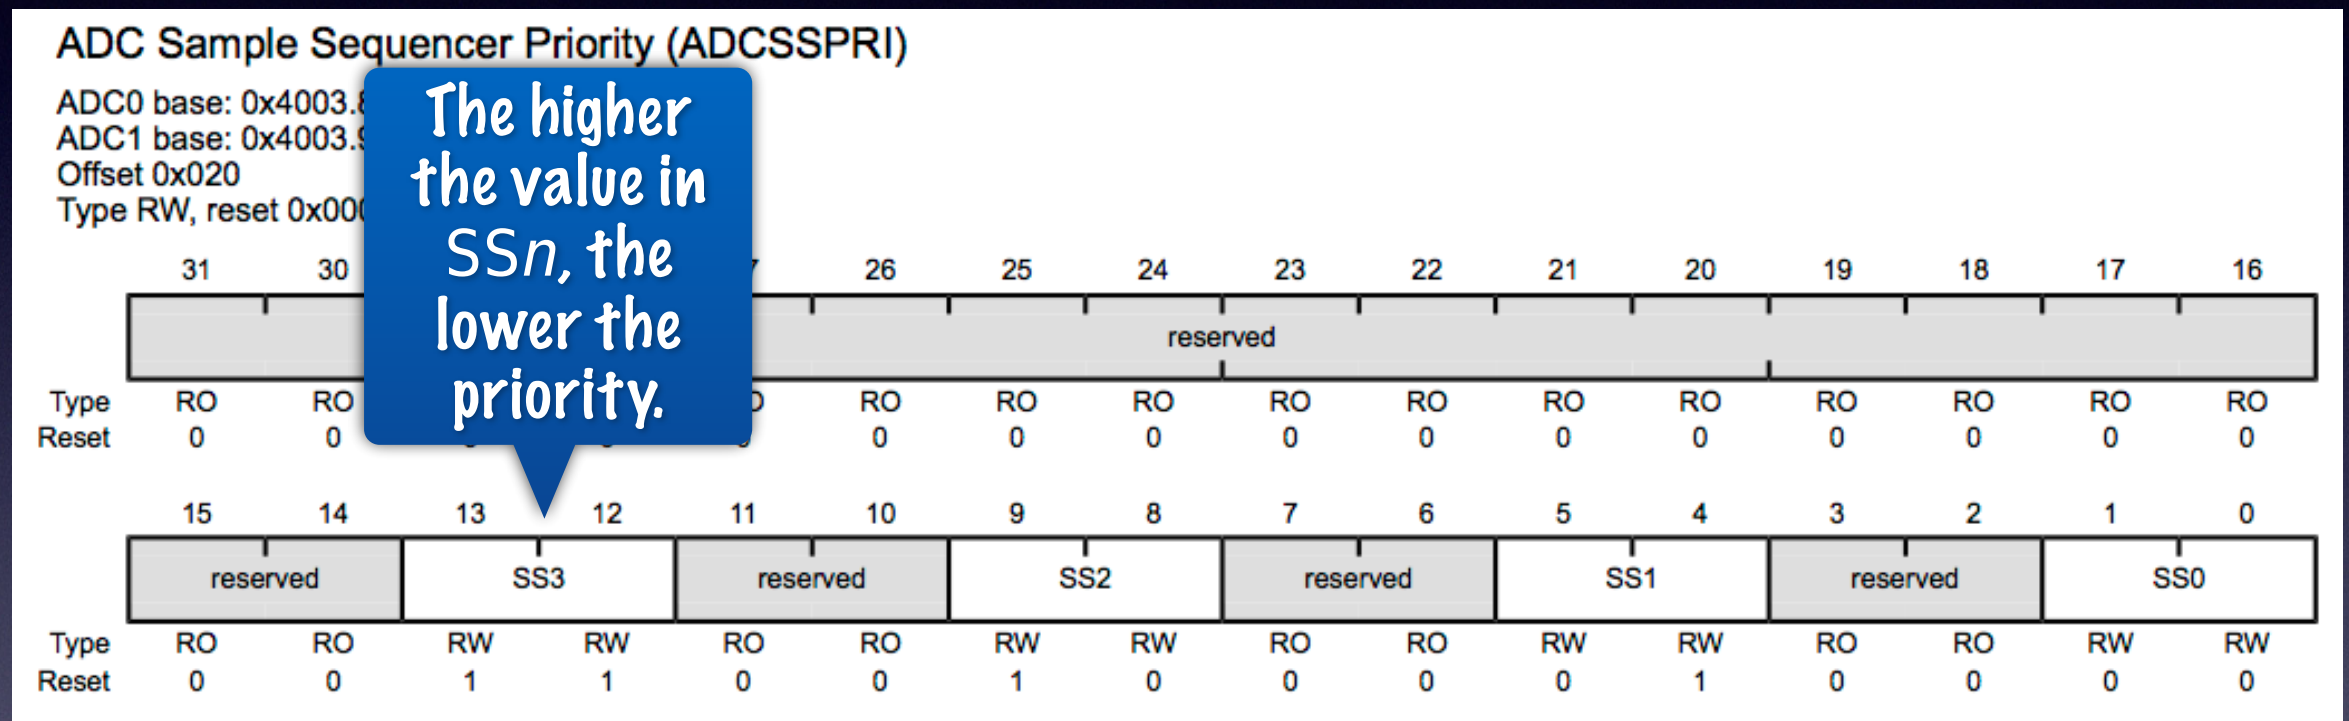 ADC Sample Sequencer Priority (ADCSSPRI)
ADC0 base: 0x4003.
ADC1 base: 0x4003.
Offset 0x020
Type RW, reset 0x000
The higher
the value in
SSn, the
lower the
priority.
31 30 26 25 24 23 22 21 20 19 18 17 16
reserved
Type RO RO RO RO RO RO RO RO RO RO RO RO RO
Reset 0 0 0 0 0 0 0 0 0 0 0 0 0
15 14 13 12 11 10 9 8 7 6 5 4 3 2 1 0
reserved SS3 reserved SS2 reserved SS1 reserved SS0
Type RO RO RW RW RO RO RW RW RO RO RW RW RO RO RW RW
Reset 0 0 1 1 0 0 1 0 0 0 0 1 0 0 0 0